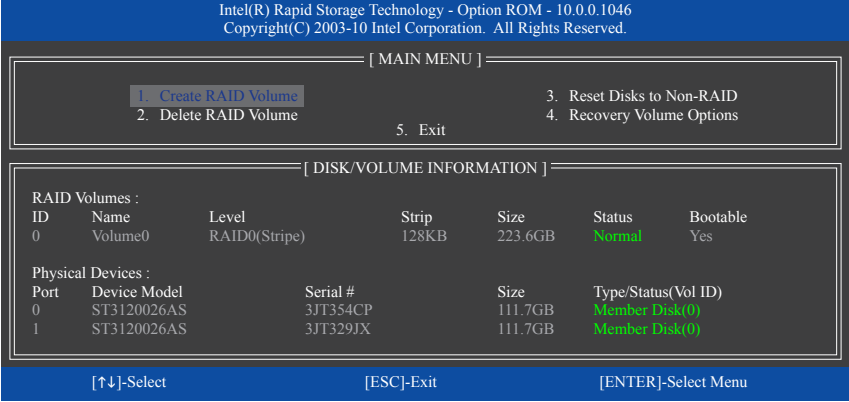 Intel(R) Rapid Storage Technology - Option ROM - 10.0.0.1046
Copyright(C) 2003-10 Intel Corporation. All Rights Reserved.
[ MAIN MENU ]
1. Create RAID Volume 3. Reset Disks to Non-RAID
2. Delete RAID Volume 4. Recovery Volume Options
5. Exit
[ DISK/VOLUME INFORMATION ]
RAID Volumes :
ID Name Level Strip Size Status Bootable
0 Volume0 RAID0(Stripe) 128KB 223.6GB Normal Yes
Physical Devices :
Port Device Model Serial # Size Type/Status(Vol ID)
0 ST3120026AS 3JT354CP 111.7GB Member Disk(0)
1 ST3120026AS 3JT329JX 111.7GB Member Disk(0)
[↑↓]-Select [ESC]-Exit [ENTER]-Select Menu